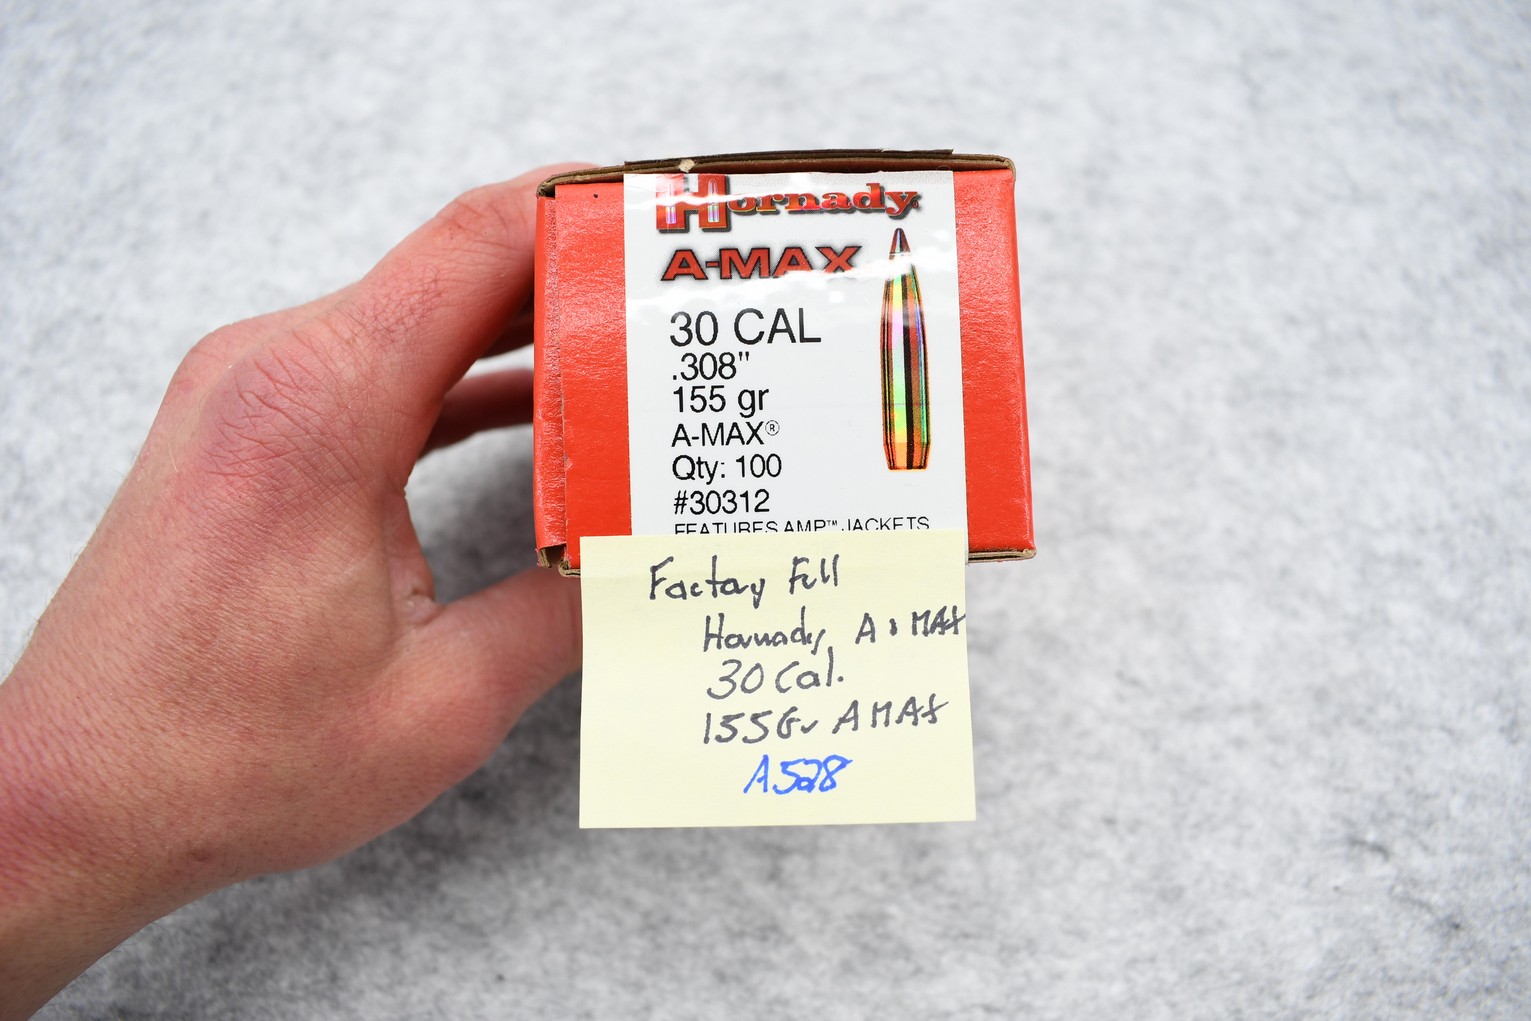 Hornady®
A-MAX
30 CAL
.308"
155 gr
A-MAX®
Qty: 100
#30312
FEATURES AMP™ JACKETS
Factory Full
Hornady A-MAX
30 Cal.
155Gr AMAX
A528